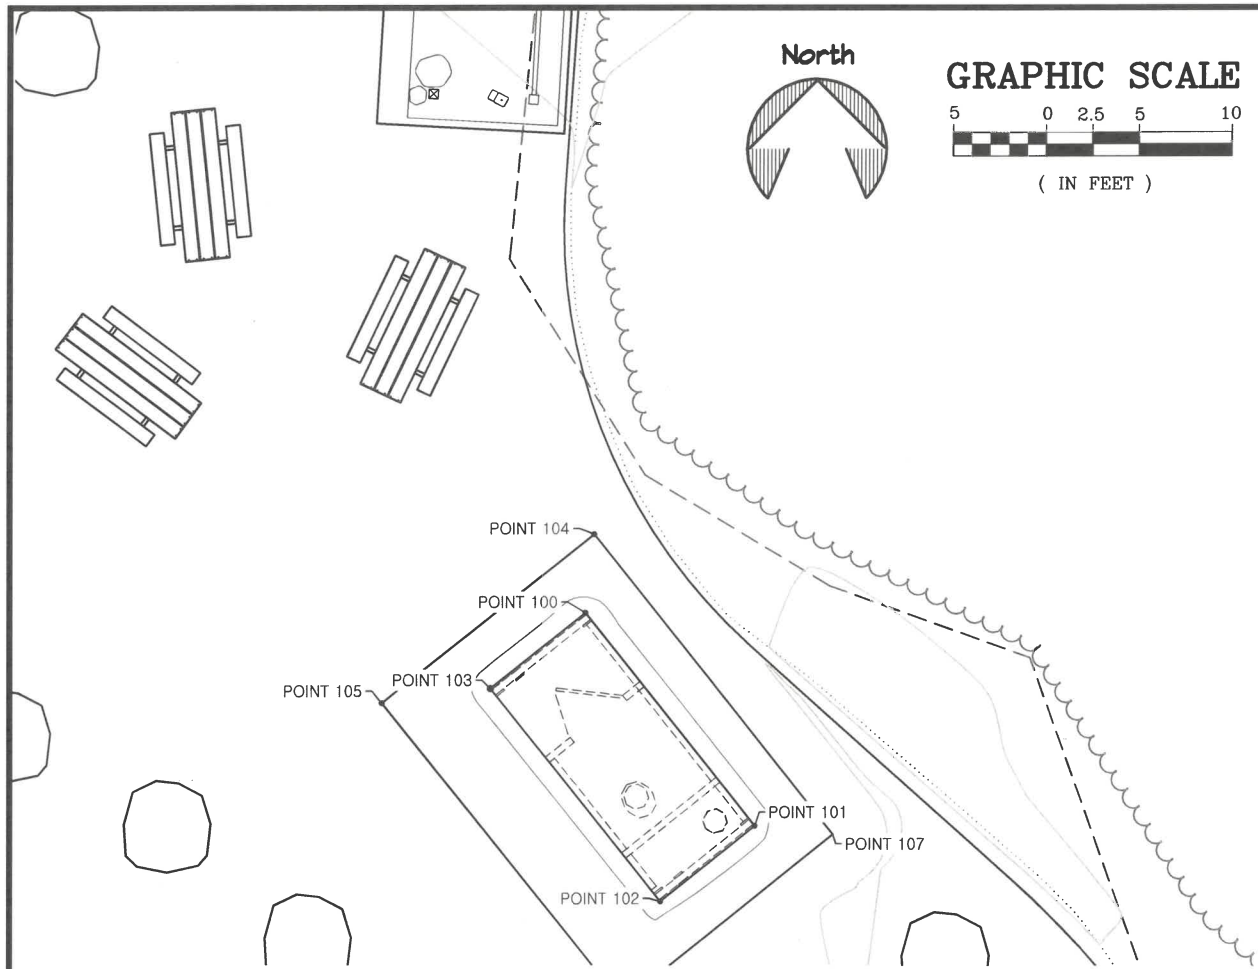 North
GRAPHIC SCALE
5 0 2.5 5 10
( IN FEET )
POINT 104
POINT 100
POINT 103
POINT 105
POINT 101
POINT 107
POINT 102